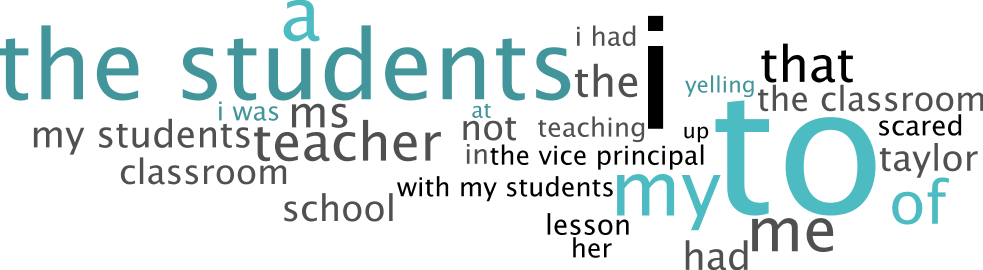 a
the students
i had
the
i
that
yelling
the classroom
i was
ms
at
not
teaching
up
to
scared
my students
teacher
in
the vice principal
taylor
classroom
with my students
my
of
school
lesson
me
her
had